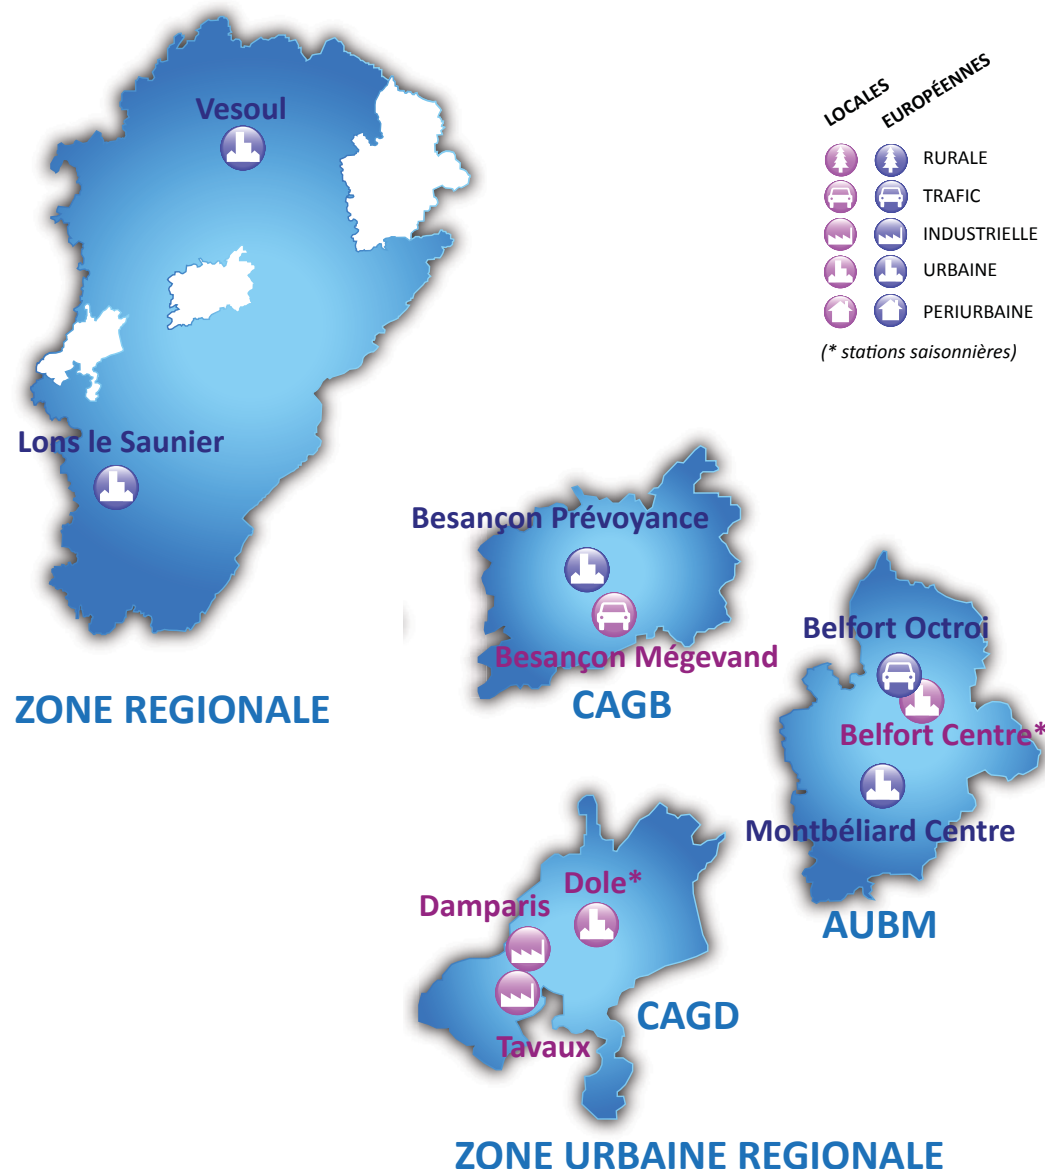 Vesoul
Lons le Saunier
ZONE REGIONALE
LOCALES
EUROPÉENNES
RURALE
TRAFIC
INDUSTRIELLE
URBAINE
PERIURBAINE
(* stations saisonnières)
Besançon Prévoyance
Besançon Mégevand
CAGB
Belfort Octroi
Belfort Centre*
Montbéliard Centre
AUBM
Dole*
Damparis
Tavaux
CAGD
ZONE URBAINE REGIONALE